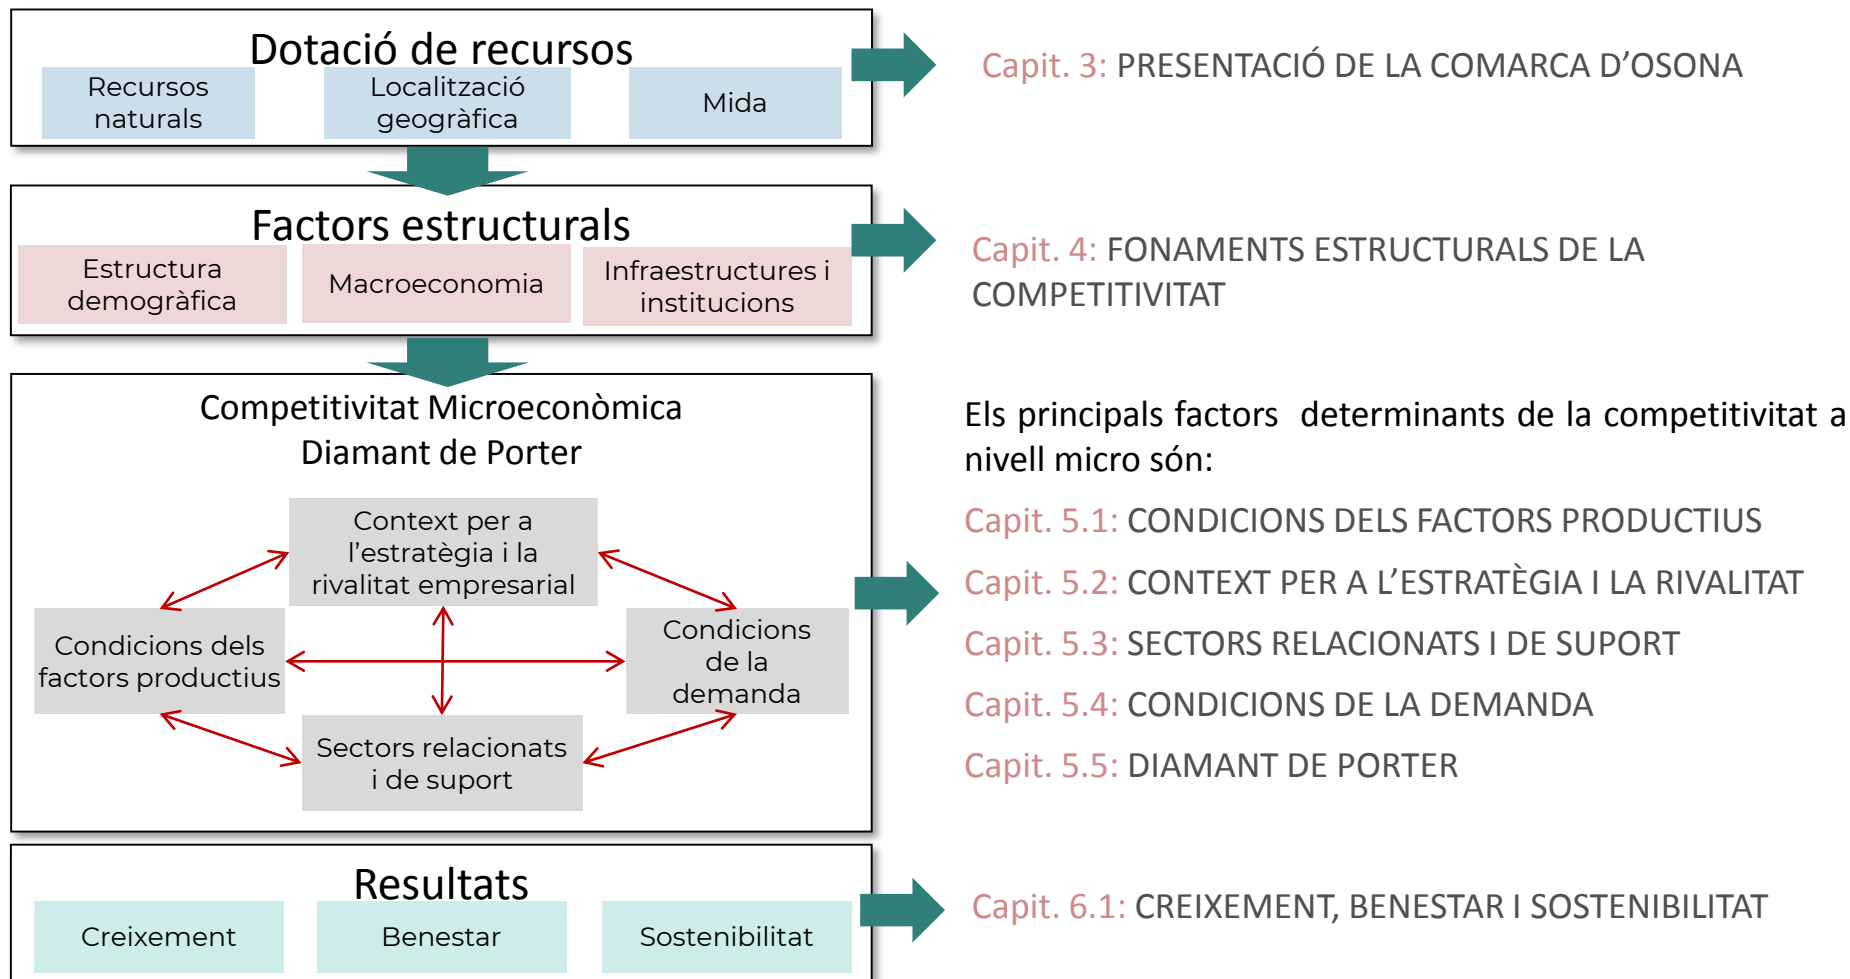 Dotació de recursos
Recursos
naturals
Localització
geogràfica
Mida
Capit. 3: PRESENTACIÓ DE LA COMARCA D’OSONA
Factors estructurals
Estructura
demogràfica
Macroeconomia
Infraestructures i
institucions
Capit. 4: FONAMENTS ESTRUCTURALS DE LA
COMPETITIVITAT
Competitivitat Microeconòmica
Diamant de Porter
Context per a
l’estratègia i la
rivalitat empresarial
Condicions dels
factors productius
Condicions
de la
demanda
Sectors relacionats
i de suport
Els principals factors determinants de la competitivitat a
nivell micro són:
Capit. 5.1: CONDICIONS DELS FACTORS PRODUCTIUS
Capit. 5.2: CONTEXT PER A L’ESTRATÈGIA I LA RIVALITAT
Capit. 5.3: SECTORS RELACIONATS I DE SUPORT
Capit. 5.4: CONDICIONS DE LA DEMANDA
Capit. 5.5: DIAMANT DE PORTER
Resultats
Creixement
Benestar
Sostenibilitat
Capit. 6.1: CREIXEMENT, BENESTAR I SOSTENIBILITAT